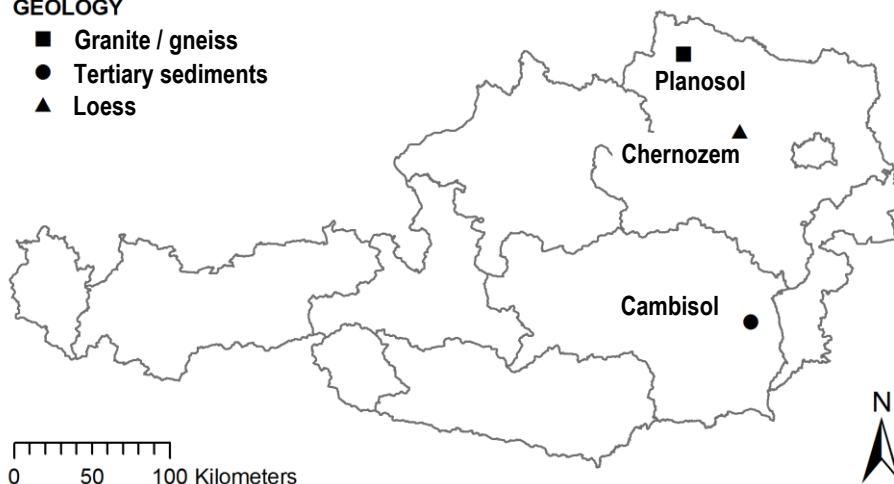 GEOLOGY
Granite / gneiss
Tertiary sediments
Loess
Planosol
Chernozem
Cambisol
N
0 50 100 Kilometers